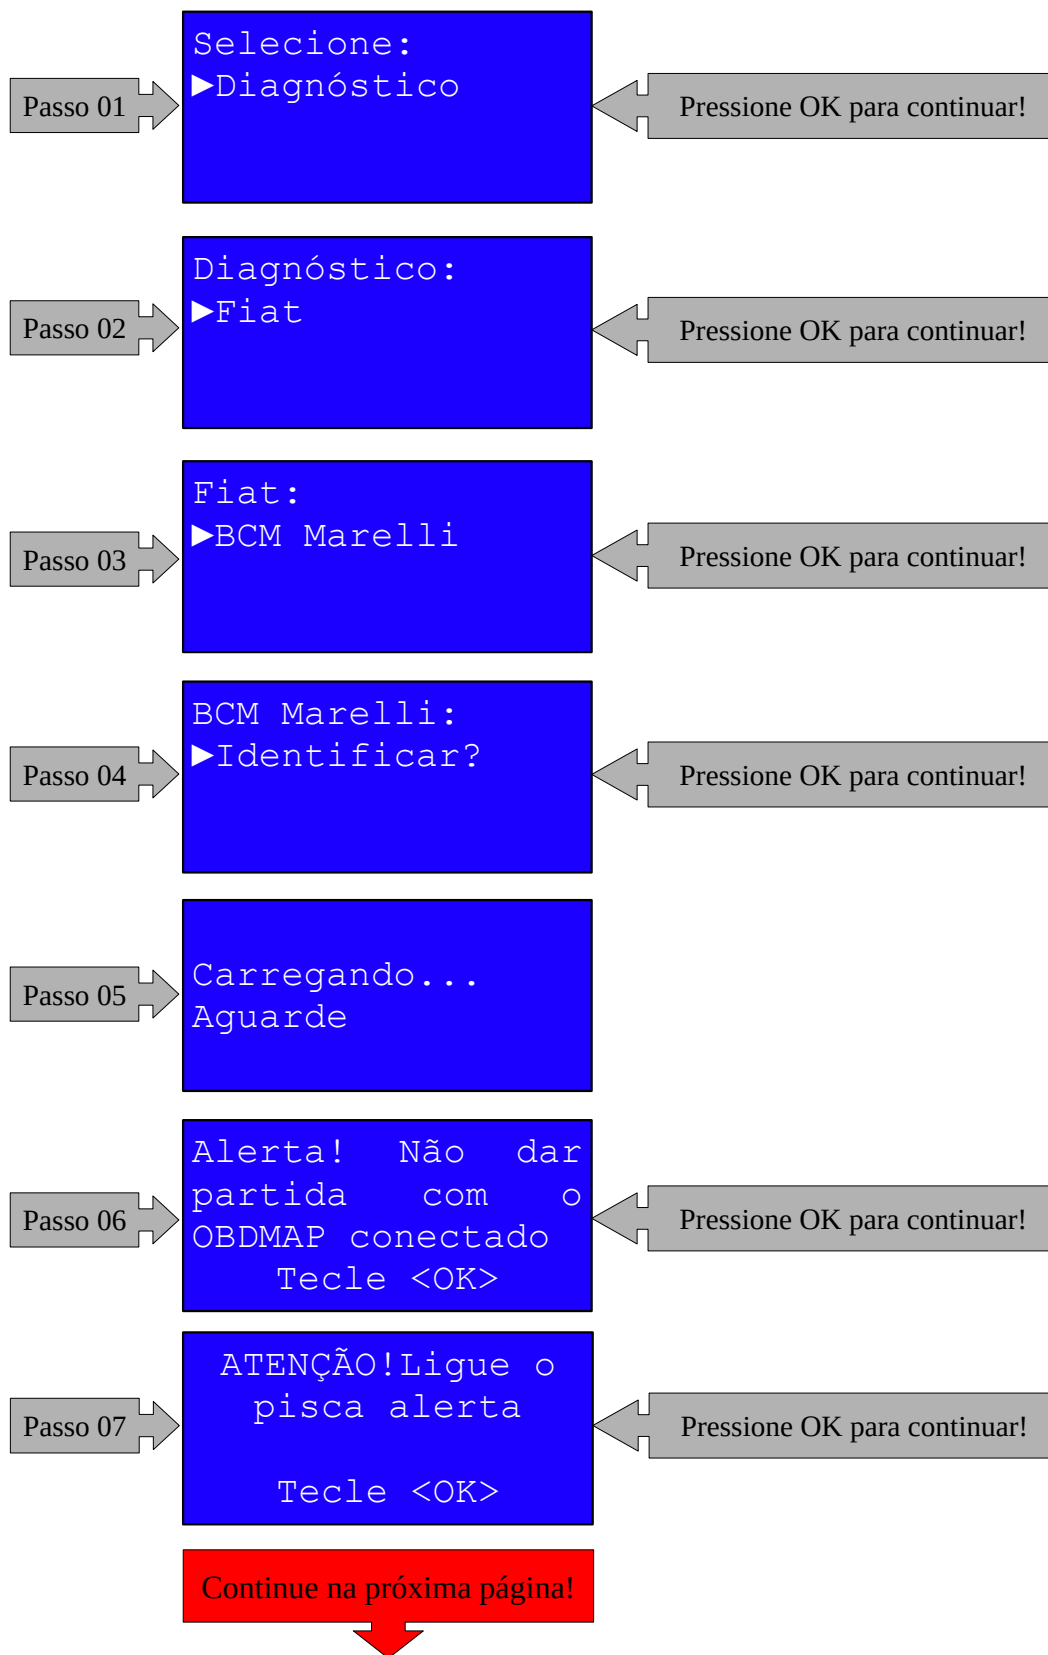 Selecione:
Passo 01
►Diagnóstico
Pressione OK para continuar!
Diagnóstico:
Passo 02
►Fiat
Pressione OK para continuar!
Fiat:
Passo 03
►BCM Marelli
Pressione OK para continuar!
BCM Marelli:
Passo 04
►Identificar?
Pressione OK para continuar!
Passo 05
Carregando...
Aguarde
Passo 06
Alerta! Não dar
partida com o
OBDMAP conectado
Tecle <OK>
Pressione OK para continuar!
Passo 07
ATENÇÃO!Ligue o
pisca alerta
Tecle <OK>
Pressione OK para continuar!
Continue na próxima página!